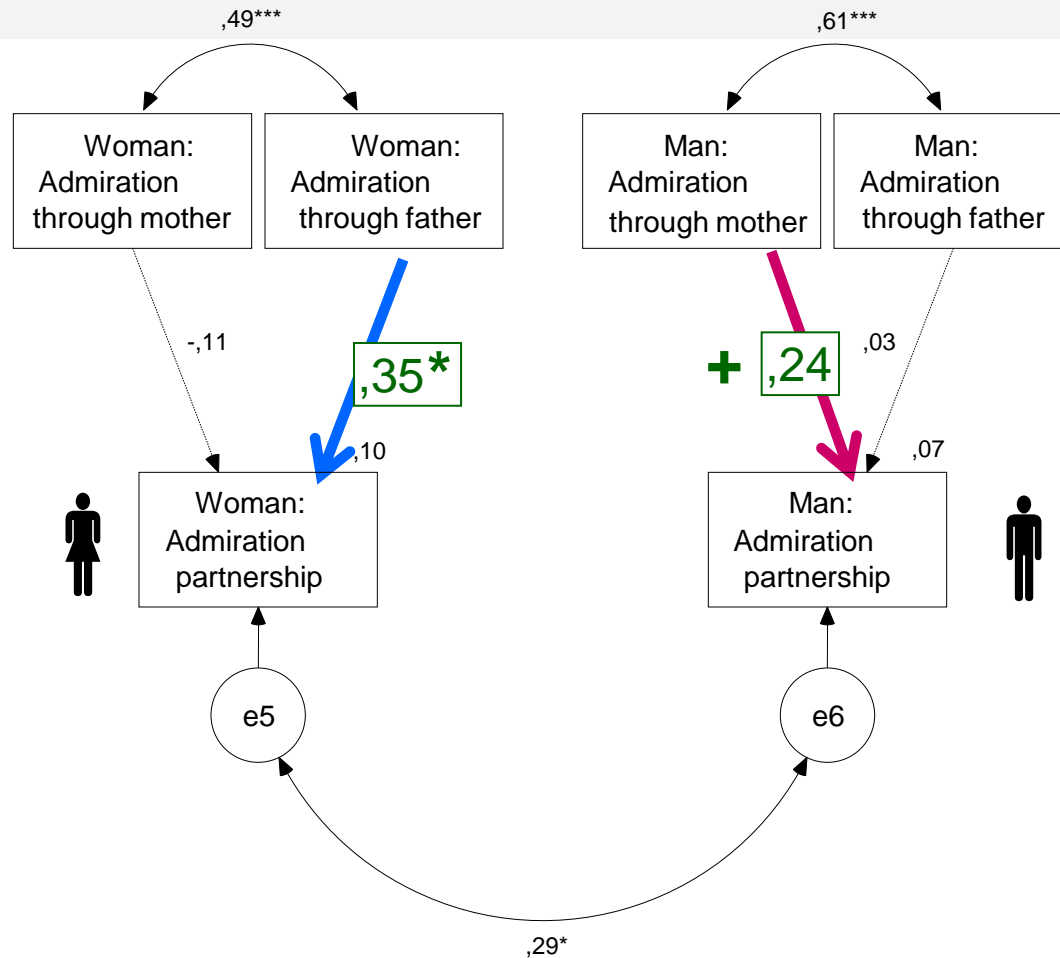 ,49***
,61***
Woman:
Admiration
through mother
Woman:
Admiration
through father
Man:
Admiration
through mother
Man:
Admiration
through father
-,11
,35*
+ ,24
,03
,10
,07
Woman:
Admiration
partnership
Man:
Admiration
partnership
e5
e6
,29*